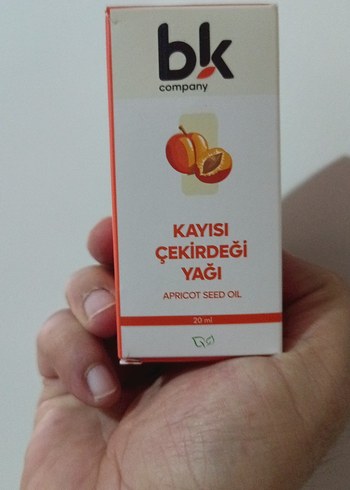 bk
company
KAYISI
ÇEKİRDEĞİ
YAĞI
APRICOT SEED OIL
20 ml